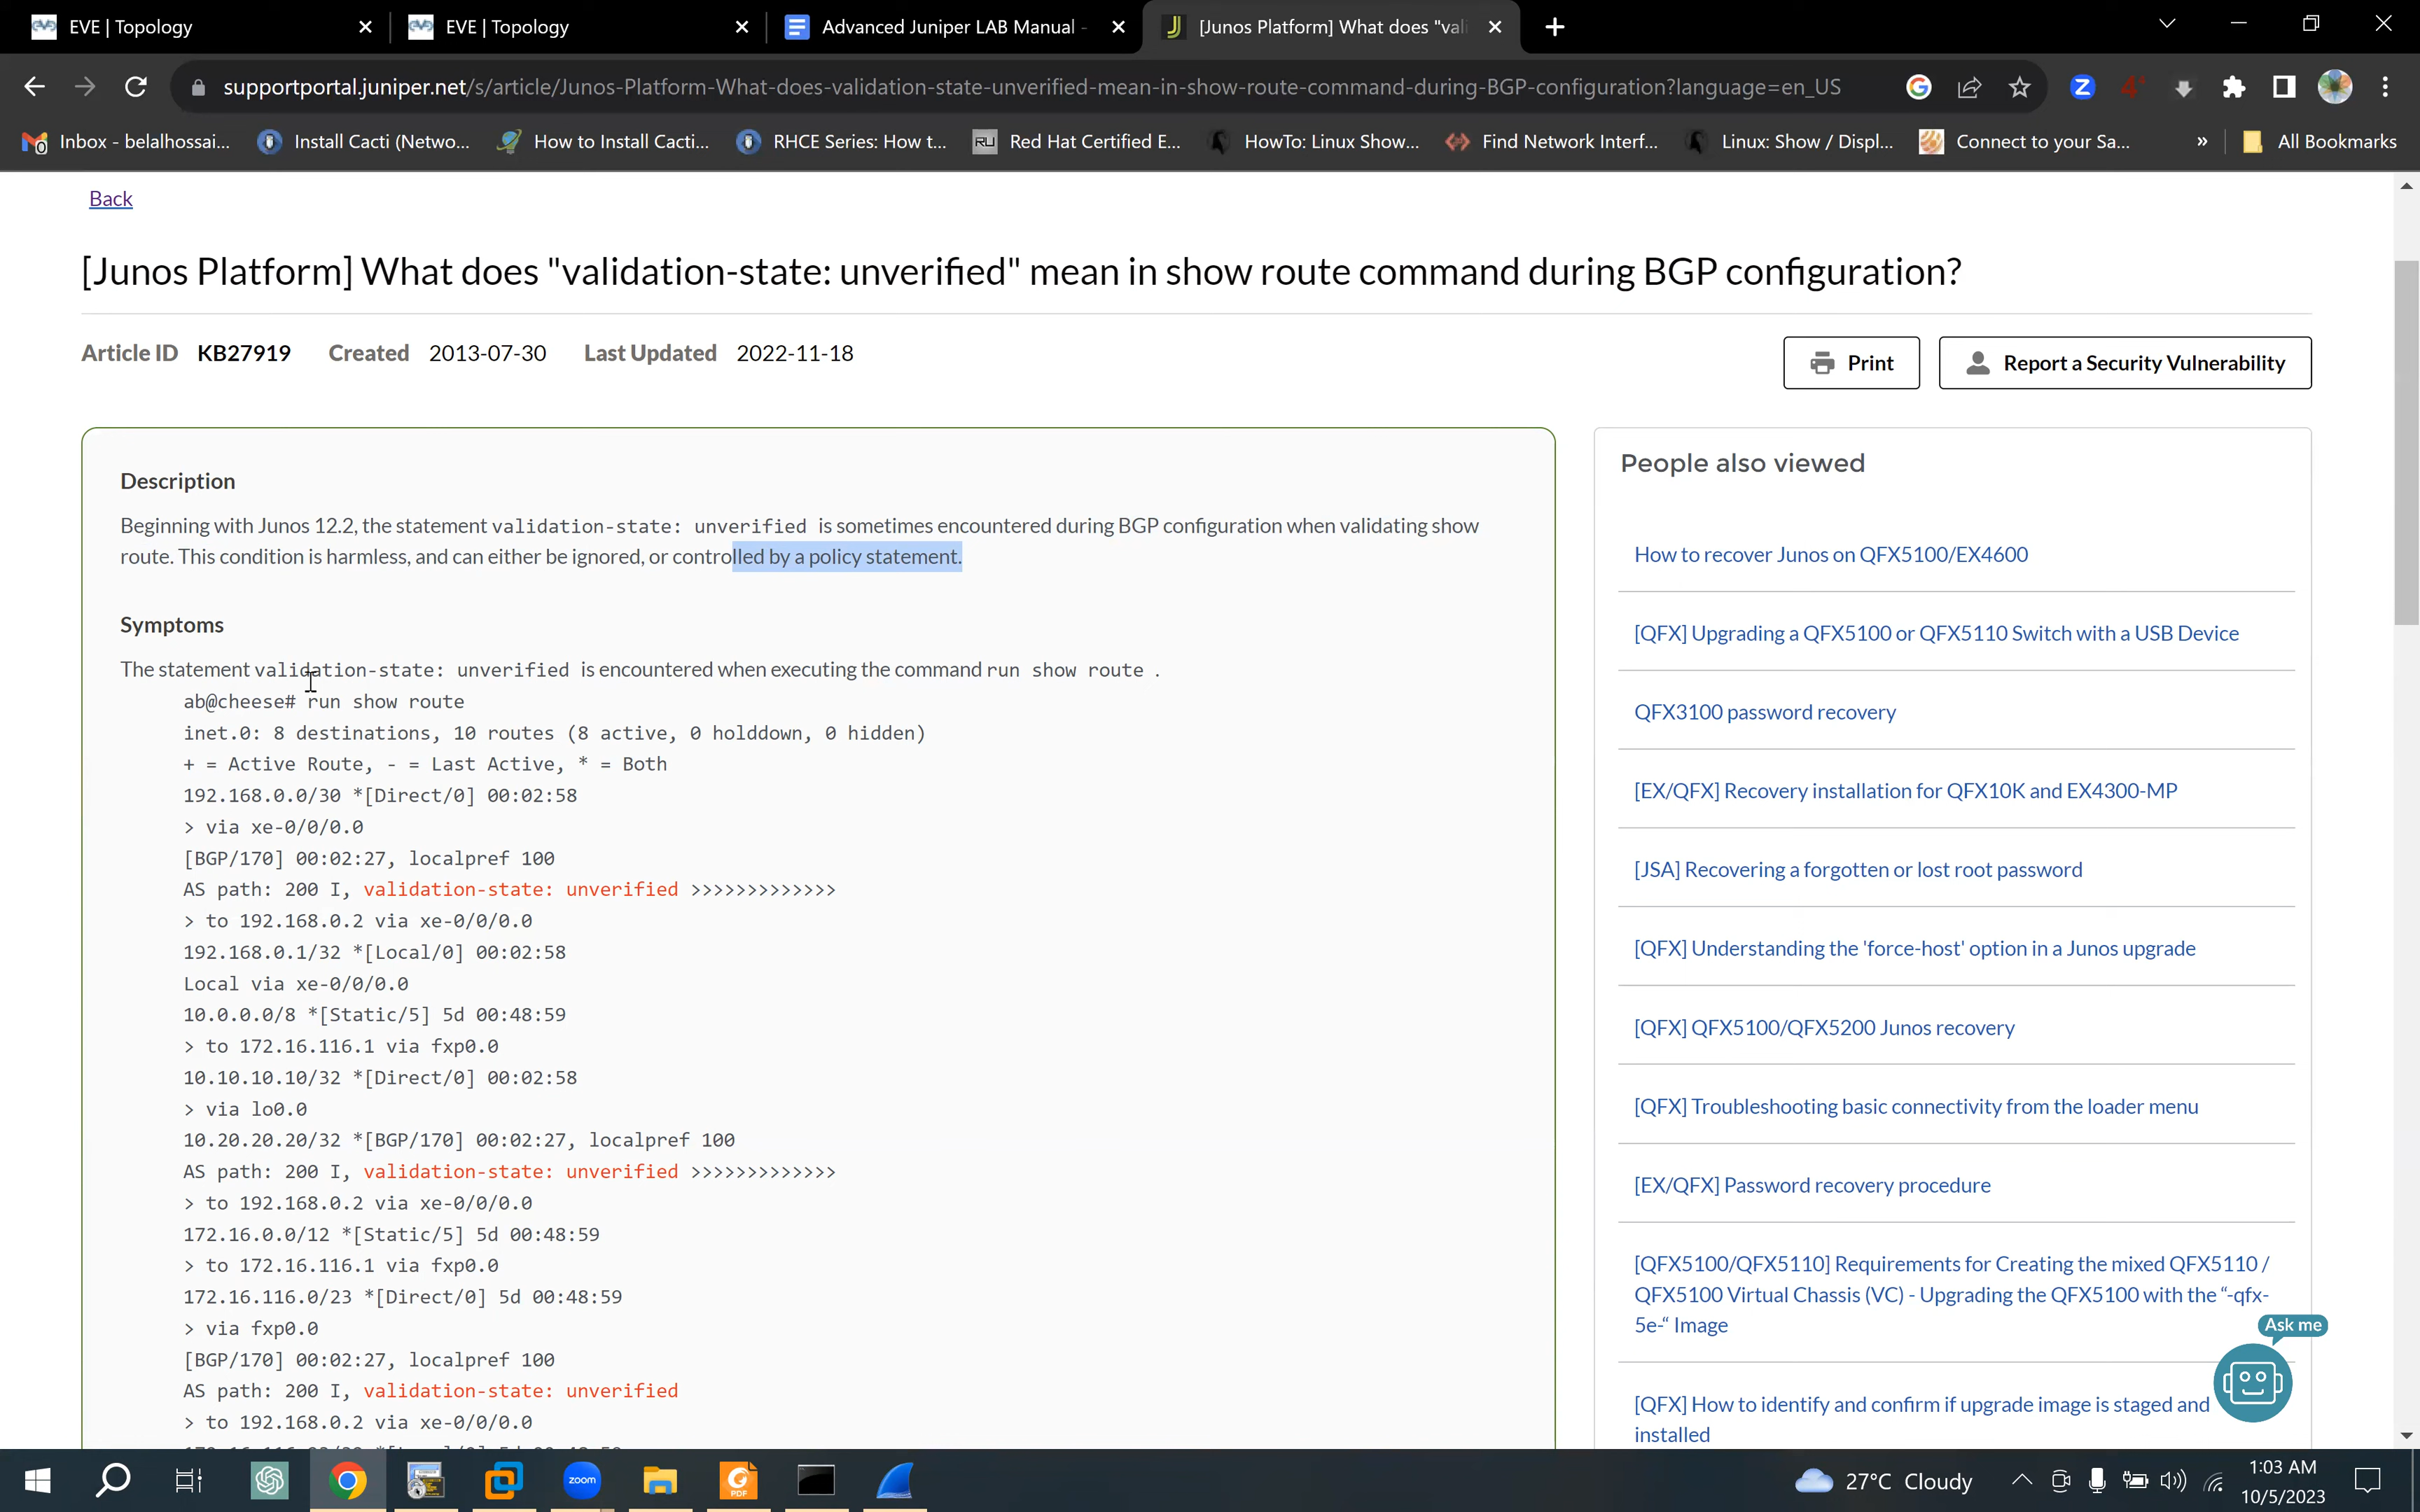 EVE | Topology
EVE | Topology
Advanced Juniper LAB Manual -
[Junos Platform] What does "vali
supportportal.juniper.net/s/article/Junos-Platform-What-does-validation-state-unverified-mean-in-show-route-command-during-BGP-configuration?language=en_US
Inbox - belalhossai...
Install Cacti (Netwo...
How to Install Cacti...
RHCE Series: How t...
Red Hat Certified E...
HowTo: Linux Show...
Find Network Interf...
Linux: Show / Displ...
Connect to your Sa...
»
All Bookmarks
Back
[Junos Platform] What does "validation-state: unverified" mean in show route command during BGP configuration?
Article ID KB27919 Created 2013-07-30 Last Updated 2022-11-18
Print
Report a Security Vulnerability
Description
Beginning with Junos 12.2, the statement validation-state: unverified is sometimes encountered during BGP configuration when validating show
route. This condition is harmless, and can either be ignored, or controlled by a policy statement.
Symptoms
The statement validation-state: unverified is encountered when executing the command run show route .
ab@cheese# run show route
inet.0: 8 destinations, 10 routes (8 active, 0 holddown, 0 hidden)
+ = Active Route, - = Last Active, * = Both
192.168.0.0/30 *[Direct/0] 00:02:58
> via xe-0/0/0.0
[BGP/170] 00:02:27, localpref 100
AS path: 200 I, validation-state: unverified >>>>>>>>>>>>>
> to 192.168.0.2 via xe-0/0/0.0
192.168.0.1/32 *[Local/0] 00:02:58
Local via xe-0/0/0.0
10.0.0.0/8 *[Static/5] 5d 00:48:59
> to 172.16.116.1 via fxp0.0
10.10.10.10/32 *[Direct/0] 00:02:58
> via lo0.0
10.20.20.20/32 *[BGP/170] 00:02:27, localpref 100
AS path: 200 I, validation-state: unverified >>>>>>>>>>>>>
> to 192.168.0.2 via xe-0/0/0.0
172.16.0.0/12 *[Static/5] 5d 00:48:59
> to 172.16.116.1 via fxp0.0
172.16.116.0/23 *[Direct/0] 5d 00:48:59
> via fxp0.0
[BGP/170] 00:02:27, localpref 100
AS path: 200 I, validation-state: unverified
> to 192.168.0.2 via xe-0/0/0.0
People also viewed
How to recover Junos on QFX5100/EX4600
[QFX] Upgrading a QFX5100 or QFX5110 Switch with a USB Device
QFX3100 password recovery
[EX/QFX] Recovery installation for QFX10K and EX4300-MP
[JSA] Recovering a forgotten or lost root password
[QFX] Understanding the 'force-host' option in a Junos upgrade
[QFX] QFX5100/QFX5200 Junos recovery
[QFX] Troubleshooting basic connectivity from the loader menu
[EX/QFX] Password recovery procedure
[QFX5100/QFX5110] Requirements for Creating the mixed QFX5110 /
QFX5100 Virtual Chassis (VC) - Upgrading the QFX5100 with the “-qfx-
5e-“ Image
[QFX] How to identify and confirm if upgrade image is staged and
installed
Ask me
zoom
PDF
27°C Cloudy
1:03 AM
10/5/2023